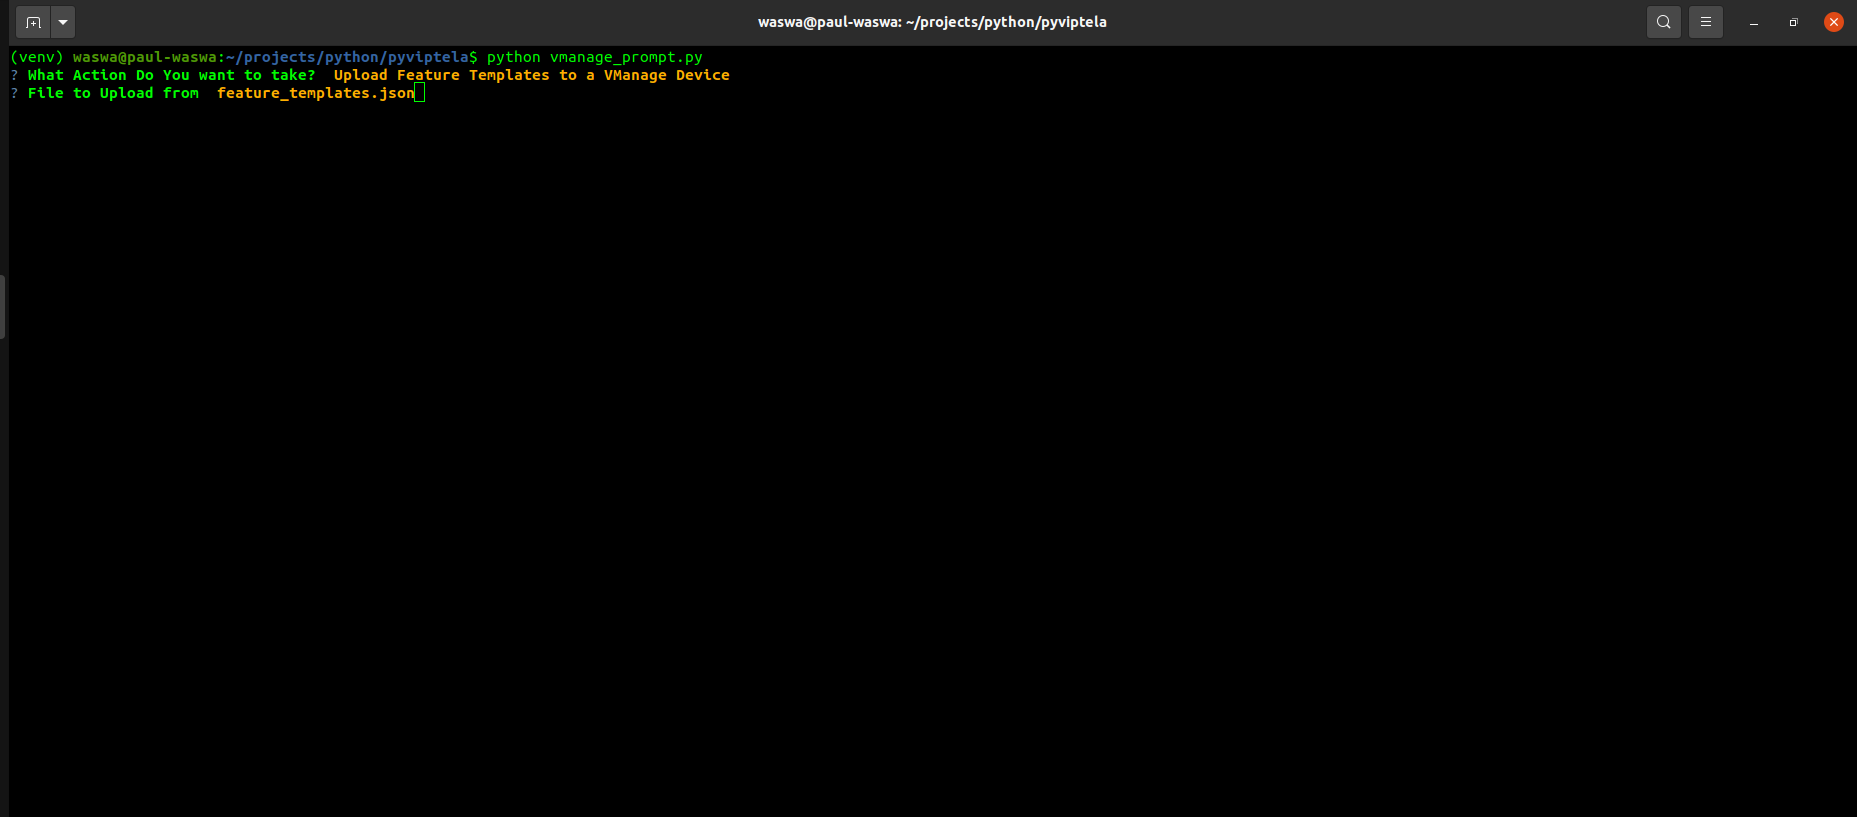 waswa@paul-waswa: ~/projects/python/pyviptela
(venv) waswa@paul-waswa:~/projects/python/pyviptela$ python vmanage_prompt.py
? What Action Do You want to take?  Upload Feature Templates to a VManage Device
? File to Upload from  feature_templates.json